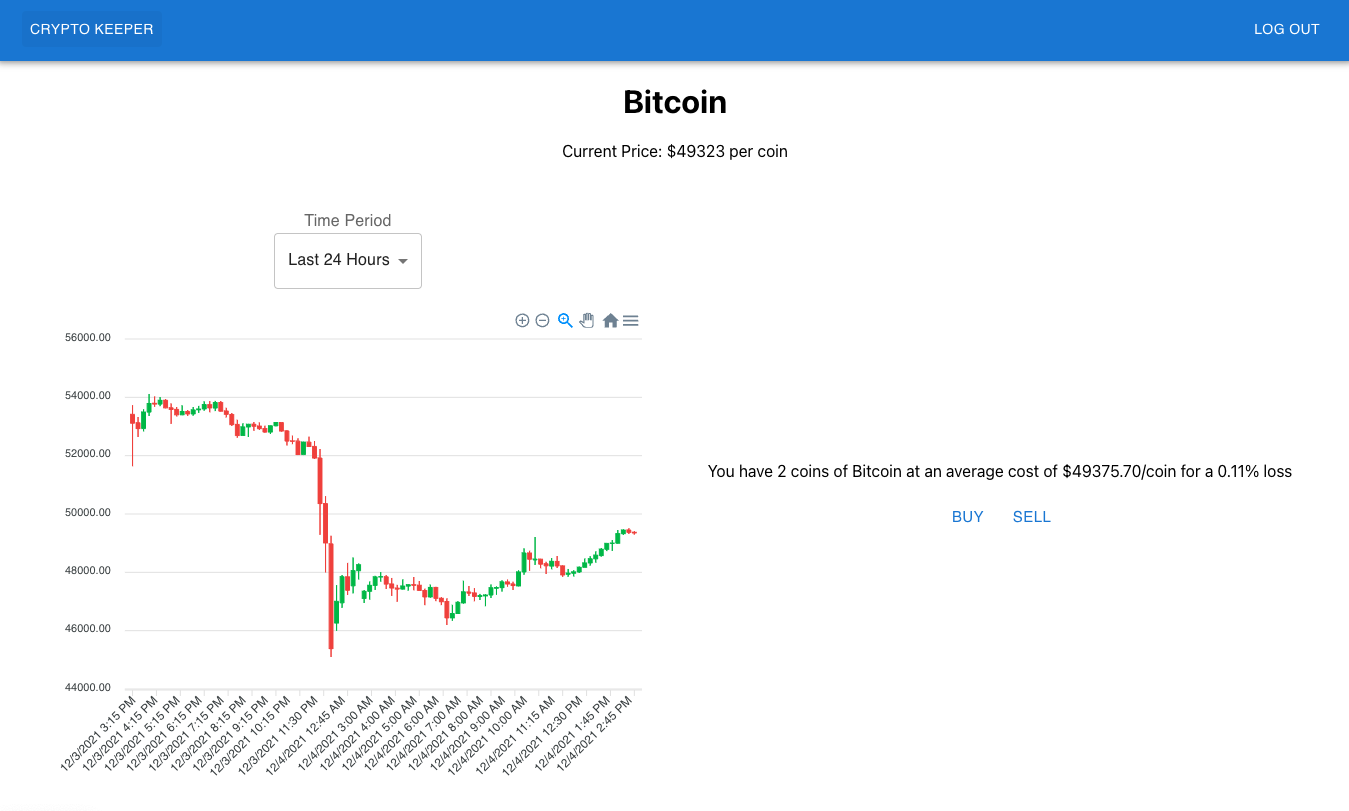 CRYPTO KEEPER
LOG OUT
Bitcoin
Current Price: $49323 per coin
Time Period
Last 24 Hours
56000.00
54000.00
52000.00
50000.00
48000.00
46000.00
44000.00
12/3/2021 3:15 PM
12/3/2021 4:15 PM
12/3/2021 5:15 PM
12/3/2021 6:15 PM
12/3/2021 7:15 PM
12/3/2021 8:15 PM
12/3/2021 9:15 PM
12/3/2021 10:15 PM
12/3/2021 11:30 PM
12/4/2021 12:45 AM
12/4/2021 3:00 AM
12/4/2021 4:00 AM
12/4/2021 5:00 AM
12/4/2021 6:00 AM
12/4/2021 7:00 AM
12/4/2021 8:00 AM
12/4/2021 9:00 AM
12/4/2021 10:00 AM
12/4/2021 11:15 AM
12/4/2021 12:30 PM
12/4/2021 1:45 PM
12/4/2021 2:45 PM
You have 2 coins of Bitcoin at an average cost of $49375.70/coin for a 0.11% loss
BUY
SELL